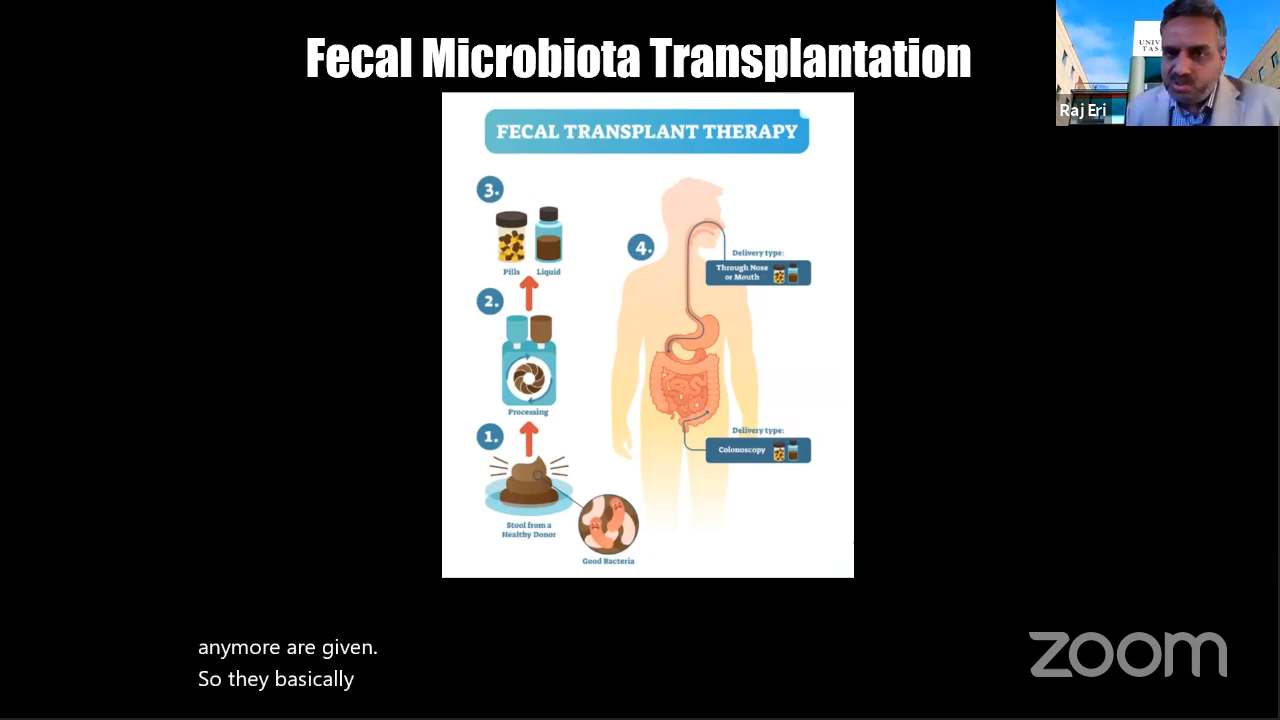 Fecal Microbiota Transplantation
Raj Eri
FECAL TRANSPLANT THERAPY
3.
Pills Liquid
2.
Processing
1.
Stool from a
Healthy Donor
Good Bacteria
4.
Delivery type:
Through Nose
or Mouth
Delivery type:
Colonoscopy
anymore are given.
So they basically
zoom